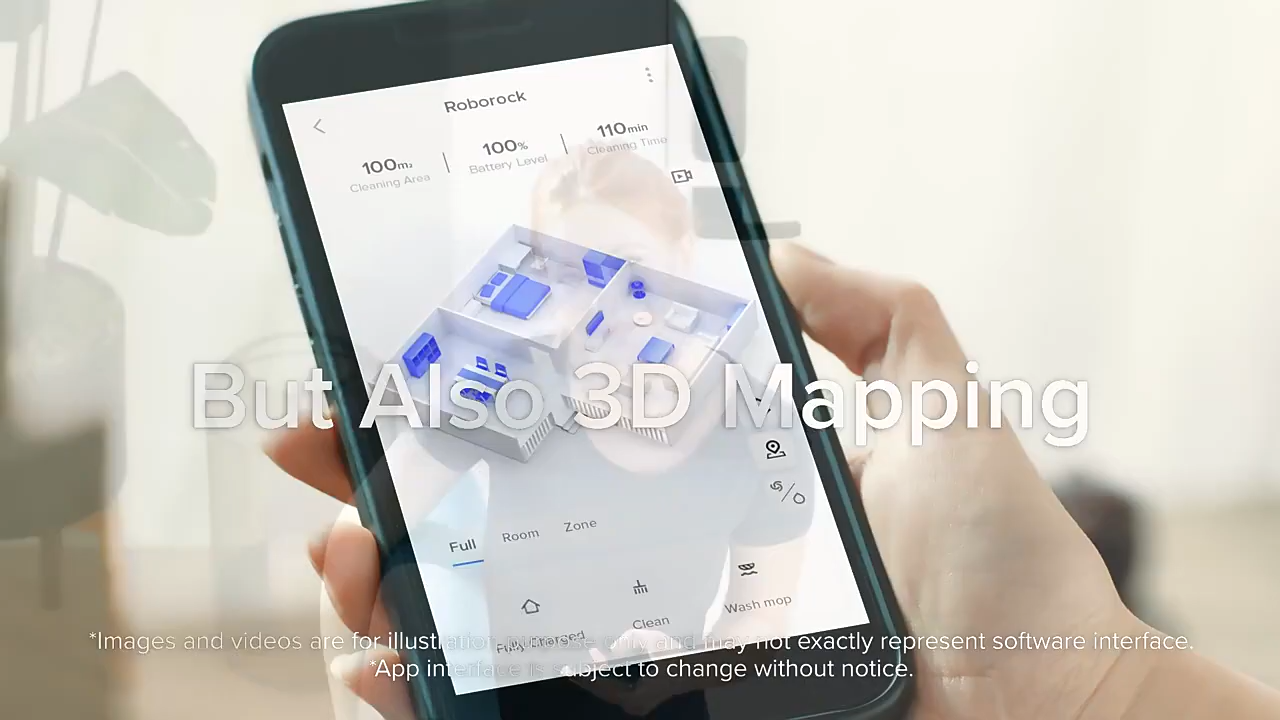 Roborock
100m² 100% 110min
Cleaning Area Battery Level Cleaning Time
But Also 3D Mapping
Full Room Zone
Fully charged Clean Wash mop
*Images and videos are for illustration purpose only and may not exactly represent software interface.
*App interface is subject to change without notice.